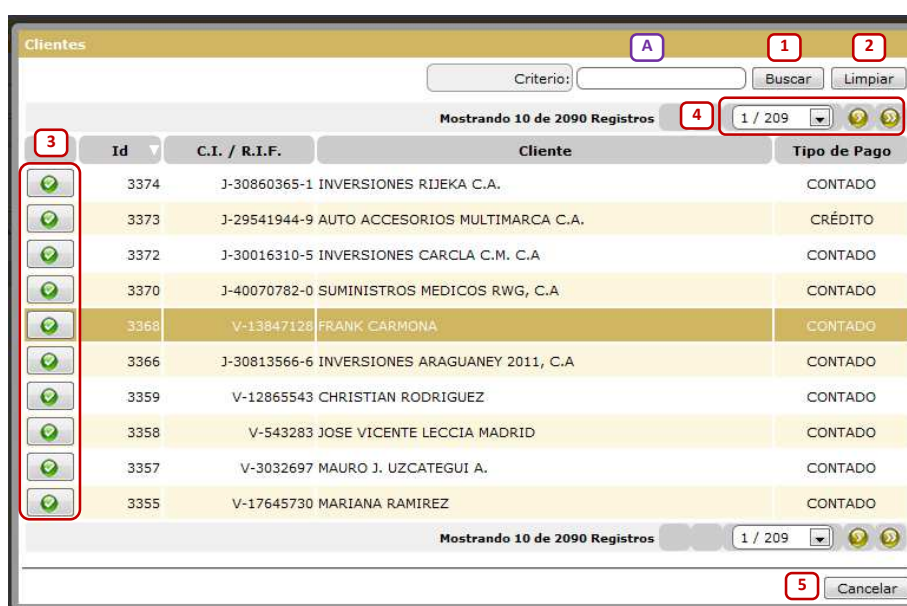 Clientes A 1 2
Criterio: Buscar Limpiar
Mostrando 10 de 2090 Registros 4 1 / 209
3 Id C.I. / R.I.F. Cliente Tipo de Pago
3374 J-30860365-1 INVERSIONES RIJEKA C.A. CONTADO
3373 J-29541944-9 AUTO ACCESORIOS MULTIMARCA C.A. CRÉDITO
3372 J-30016310-5 INVERSIONES CARCLA C.M. C.A CONTADO
3370 J-40070782-0 SUMINISTROS MEDICOS RWG, C.A CONTADO
3368 V-13847128 FRANK CARMONA CONTADO
3366 J-30813566-6 INVERSIONES ARAGUANEY 2011, C.A CONTADO
3359 V-12865543 CHRISTIAN RODRIGUEZ CONTADO
3358 V-543283 JOSE VICENTE LECCIA MADRID CONTADO
3357 V-3032697 MAURO J. UZCATEGUI A. CONTADO
3355 V-17645730 MARIANA RAMIREZ CONTADO
Mostrando 10 de 2090 Registros 1 / 209
5 Cancelar